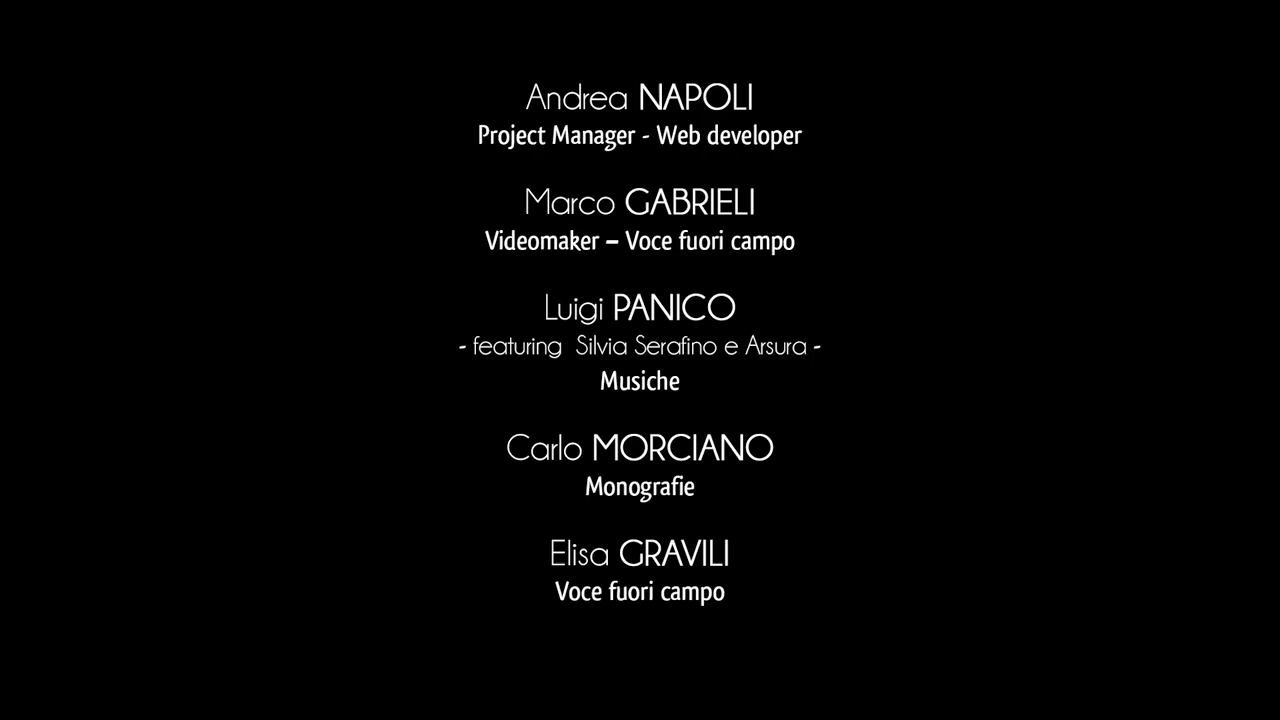 Andrea NAPOLI
Project Manager - Web developer
Marco GABRIELI
Videomaker – Voce fuori campo
Luigi PANICO
- featuring Silvia Serafino e Arsura -
Musiche
Carlo MORCIANO
Monografie
Elisa GRAVILI
Voce fuori campo